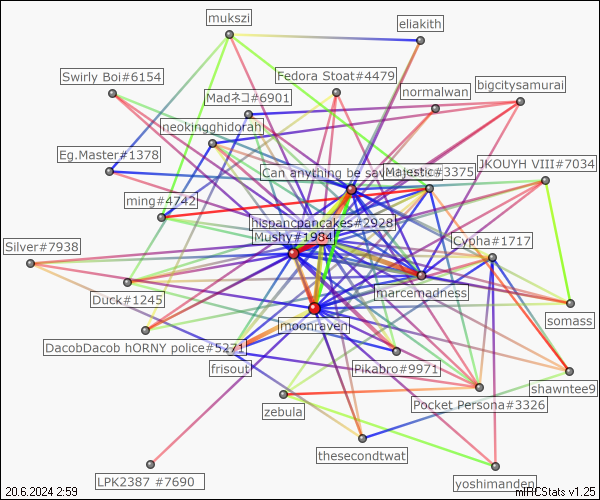 mukszi
eliakith
Swirly Boi#6154
Fedora Stoat#4479
bigcitysamurai
normalwan
Madネコ#6901
neokingghidorah
Eg.Master#1378
JKOUYH VIII#7034
Can anything be sav
Majestic#3375
ming#4742
hispancpancakes#2928
Mushy#1984
Cypha#1717
Silver#7938
Duck#1245
marcemadness
somass
moonraven
DacobDacob hORNY police#5271
frisout
Pikabro#9971
shawntee9
Pocket Persona#3326
zebula
thesecondtwat
LPK2387 #7690
yoshimanden
20.6.2024 2:59
mIRCStats v1.25